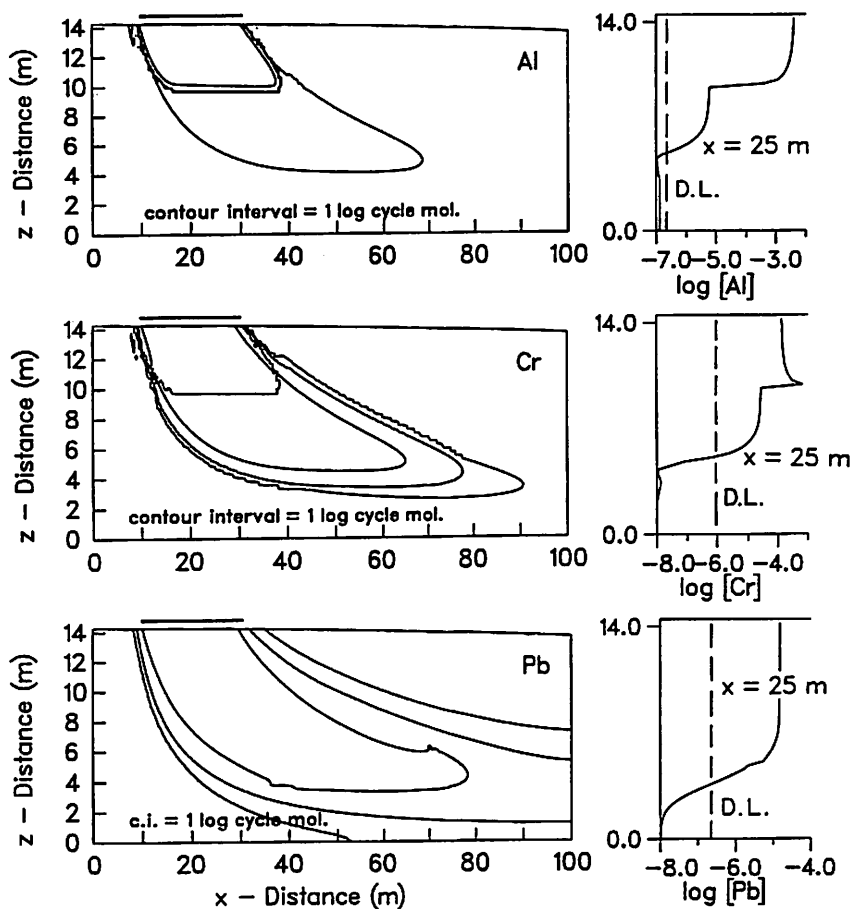 z – Distance (m)
14
12
10
8
6
4
2
0
Al
contour interval = 1 log cycle mol.
0 20 40 60 80 100
14.0
x = 25 m
D.L.
0.0
-7.0 -5.0 -3.0
log [Al]
z – Distance (m)
14
12
10
8
6
4
2
0
Cr
contour interval = 1 log cycle mol.
0 20 40 60 80 100
14.0
x = 25 m
D.L.
0.0
-8.0 -6.0 -4.0
log [Cr]
z – Distance (m)
14
12
10
8
6
4
2
0
Pb
c.i. = 1 log cycle mol.
0 20 40 60 80 100
x – Distance (m)
14.0
x = 25 m
D.L.
0.0
-8.0 -6.0 -4.0
log [Pb]